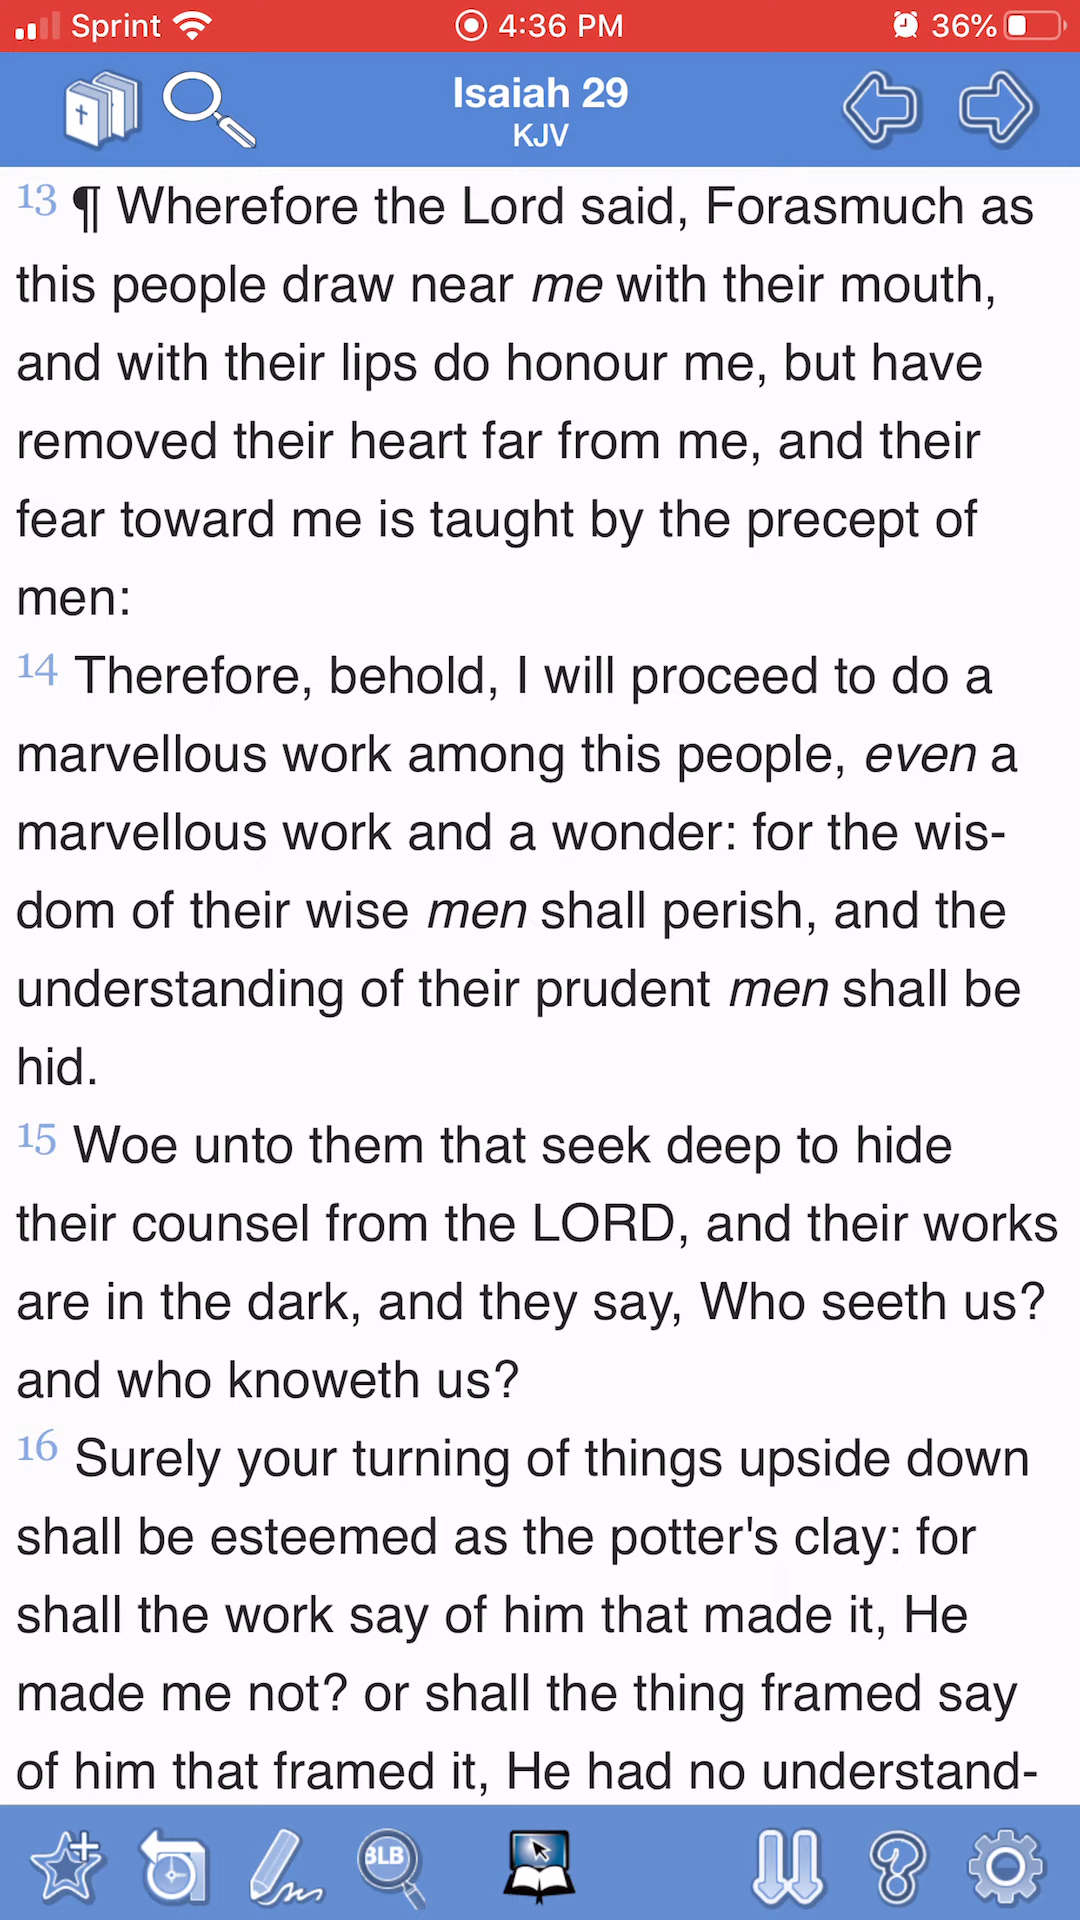 Sprint 4:36 PM 36%
Isaiah 29
KJV
13 ¶ Wherefore the Lord said, Forasmuch as
this people draw near me with their mouth,
and with their lips do honour me, but have
removed their heart far from me, and their
fear toward me is taught by the precept of
men:
14 Therefore, behold, I will proceed to do a
marvellous work among this people, even a
marvellous work and a wonder: for the wis-
dom of their wise men shall perish, and the
understanding of their prudent men shall be
hid.
15 Woe unto them that seek deep to hide
their counsel from the LORD, and their works
are in the dark, and they say, Who seeth us?
and who knoweth us?
16 Surely your turning of things upside down
shall be esteemed as the potter's clay: for
shall the work say of him that made it, He
made me not? or shall the thing framed say
of him that framed it, He had no understand-
BLB